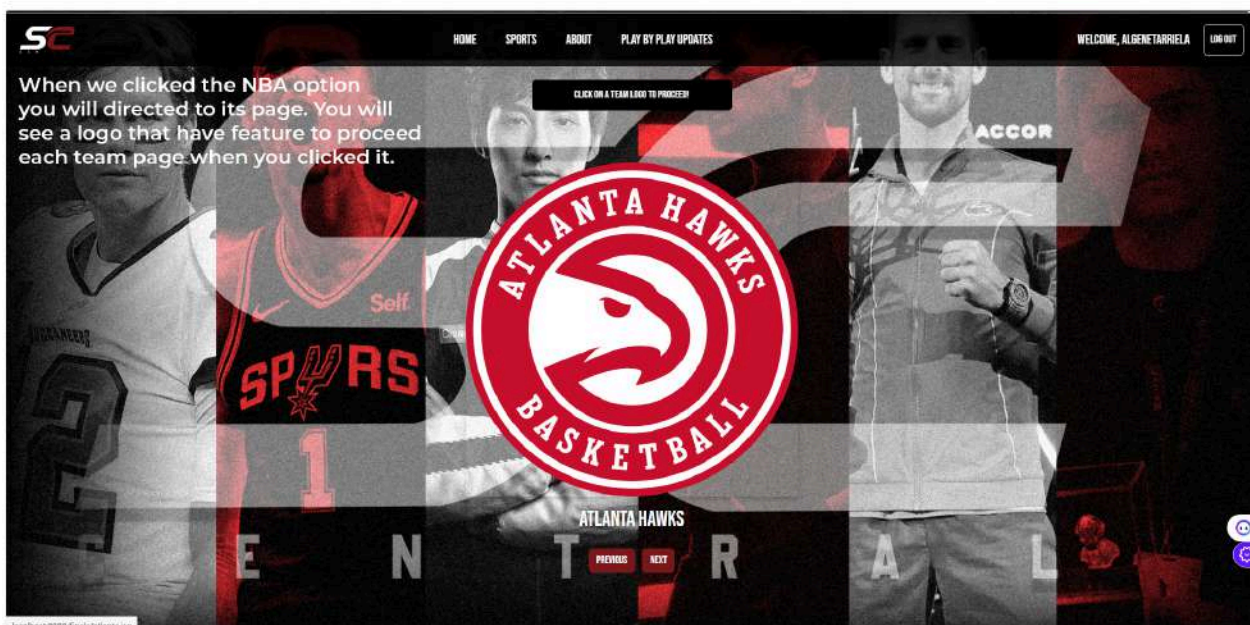 SC
HOME SPORTS ABOUT PLAY BY PLAY UPDATES WELCOME, ALGENETARRIELA LOG OUT
When we clicked the NBA option
you will directed to its page. You will
see a logo that have feature to proceed
each team page when you clicked it.
CLICK ON A TEAM LOGO TO PROCEED!
ACCOR
Self.
BUCCANEERS
SPURS
2
1
ATLANTA HAWKS
BASKETBALL
ATLANTA HAWKS
CENTRAL
PREVIOUS NEXT